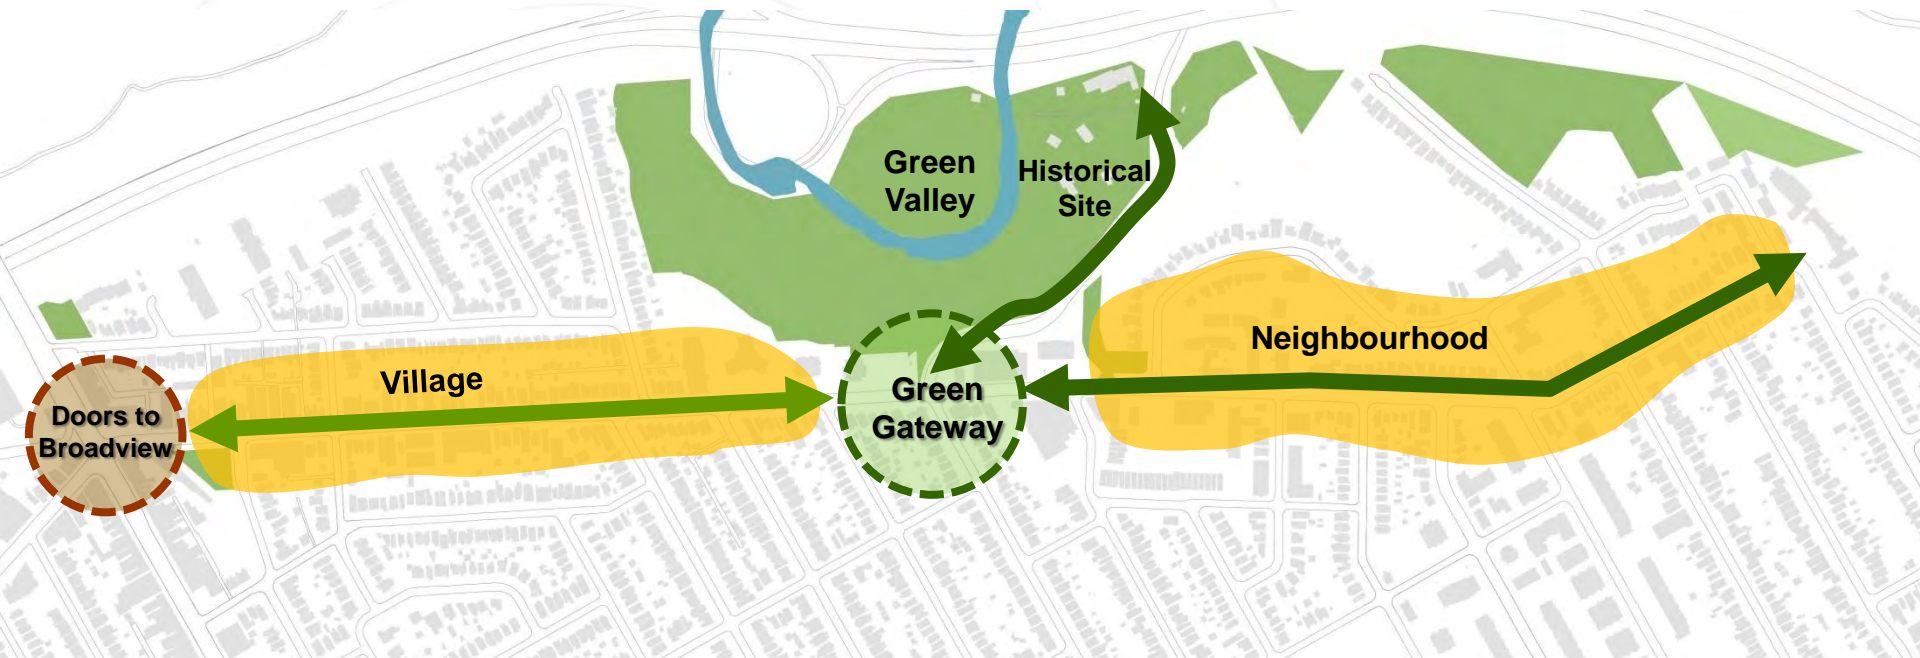 Green
Valley
Historical
Site
Neighbourhood
Village
Green
Gateway
Doors to
Broadview